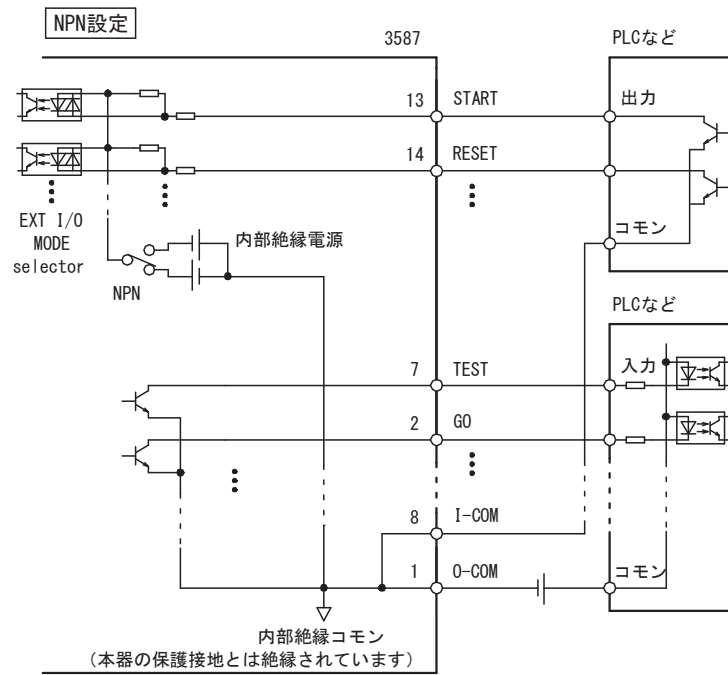 NPN設定
3587
PLCなど
13 START
出力
14 RESET
EXT I/O
MODE
selector
内部絶縁電源
NPN
コモン
PLCなど
7 TEST
入力
2 GO
8 I-COM
1 O-COM
コモン
内部絶縁コモン
(本器の保護接地とは絶縁されています)